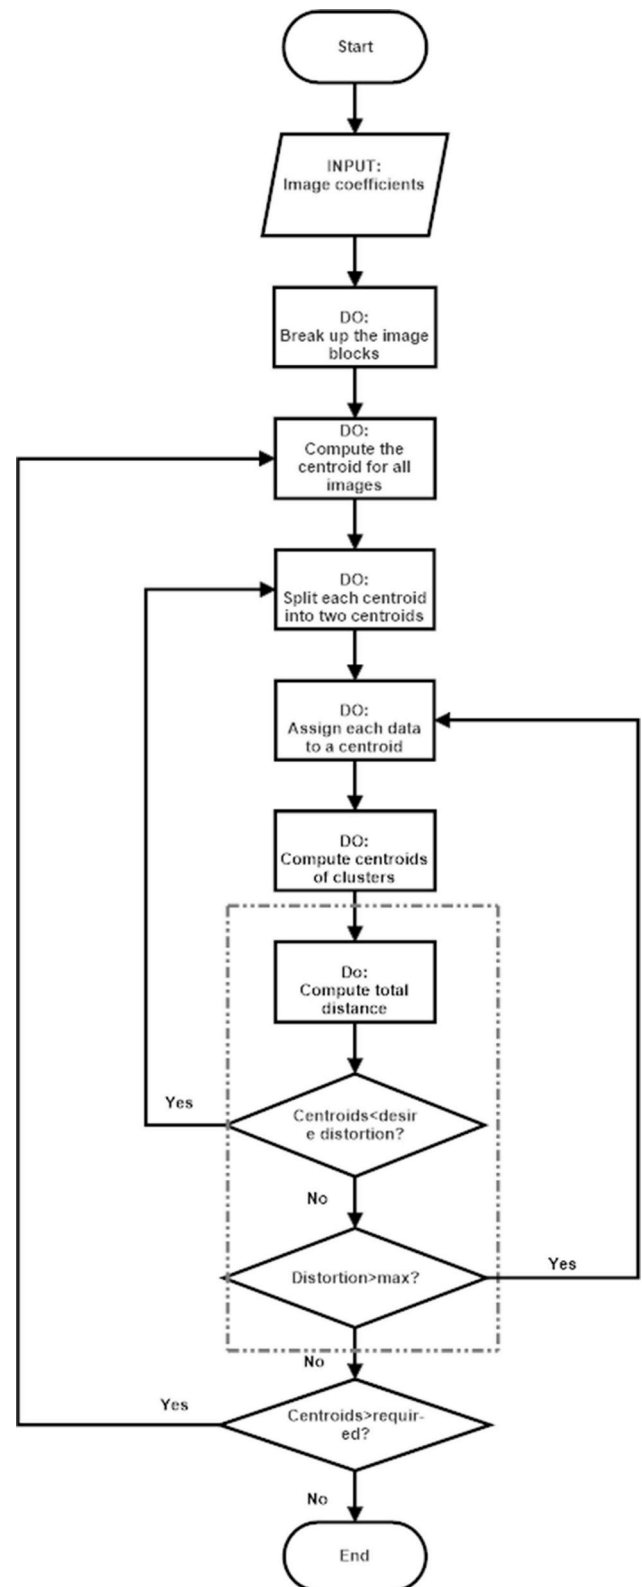 Start
INPUT:
Image coefficients
DO:
Break up the image
blocks
DO:
Compute the
centroid for all
images
DO:
Split each centroid
into two centroids
DO:
Assign each data
to a centroid
DO:
Compute centroids
of clusters
Do:
Compute total
distance
Yes
Centroids<desir
e distortion?
No
Distortion>max?
Yes
No
Yes
Centroids>requir-
ed?
No
End